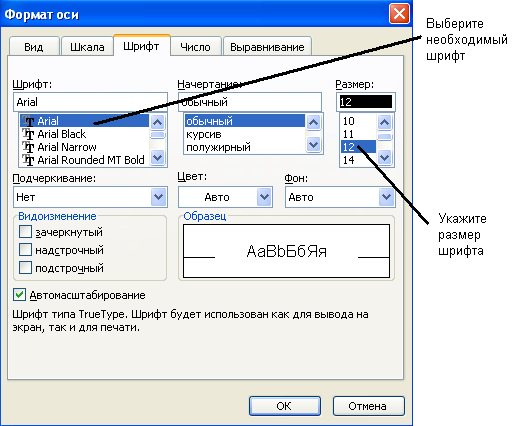 Формат оси
Вид
Шкала
Шрифт
Число
Выравнивание
Выберите
необходимый
шрифт
Шрифт:
Начертание:
Размер:
Arial
обычный
12
Arial
Arial Black
Arial Narrow
Arial Rounded MT Bold
обычный
курсив
полужирный
10
11
12
14
Подчеркивание:
Цвет:
Фон:
Нет
Авто
Авто
Укажите
размер
шрифта
Видоизменение
зачеркнутый
надстрочный
подстрочный
Образец
АаВbБбЯя
Автомасштабирование
Шрифт типа TrueType. Шрифт будет использован как для вывода на
экран, так и для печати.
ОК
Отмена